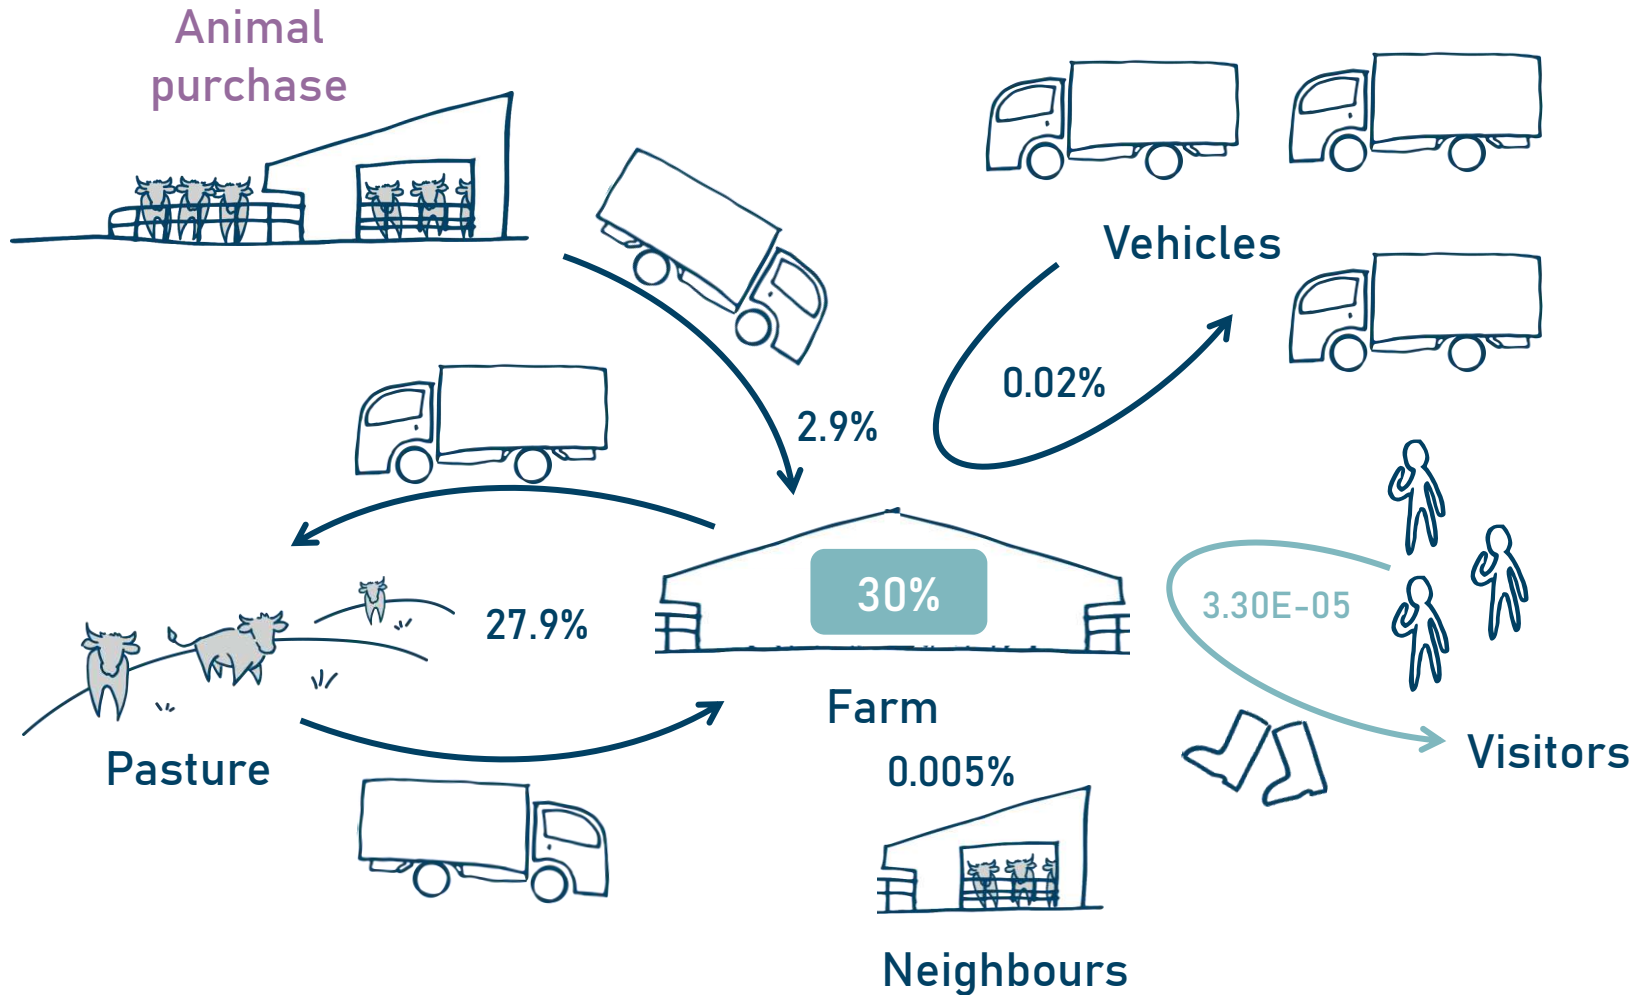 Animal
purchase
Vehicles
0.02%
2.9%
27.9%
30%
3.30E-05
Farm
Pasture
Visitors
0.005%
Neighbours